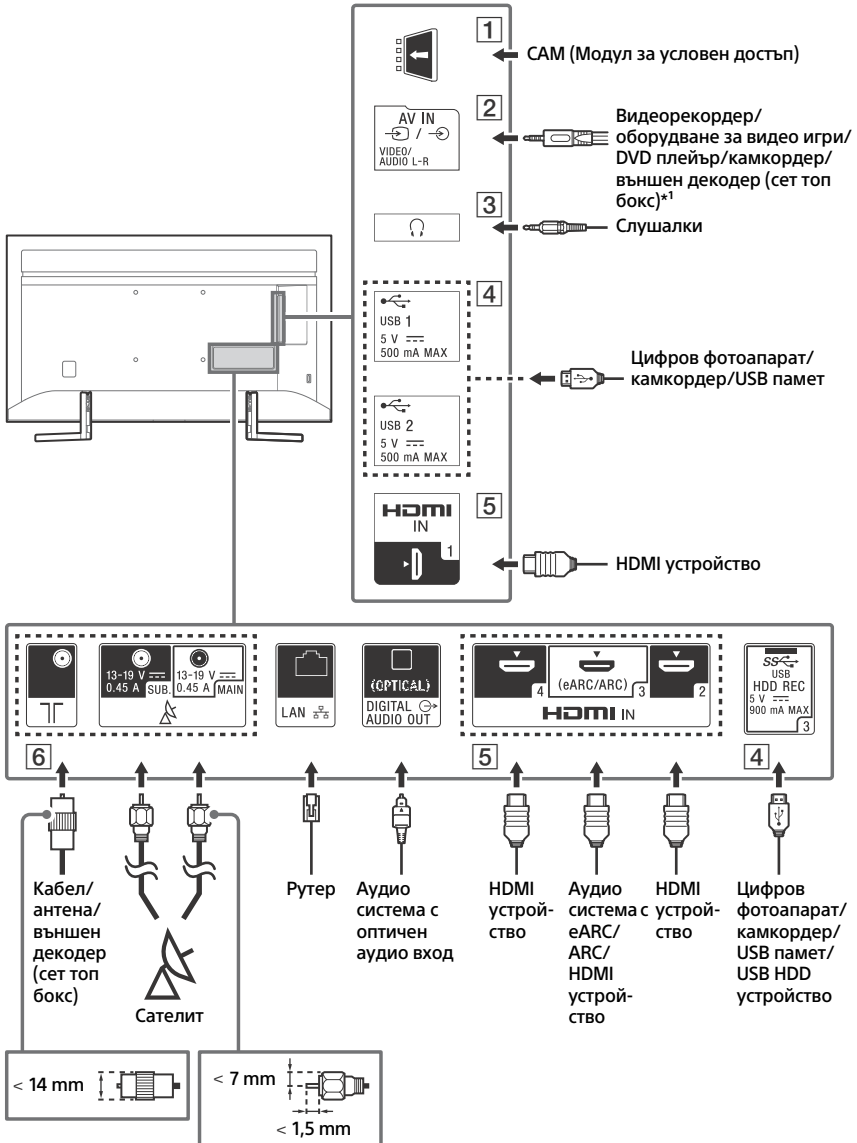 1
CAM (Модул за условен достъп)
2
AV IN
/
VIDEO/
AUDIO L-R
Видеорекордер/
оборудване за видео игри/
DVD плейър/камкордер/
външен декодер (сет топ
бокс)*1
3
Слушалки
4
USB 1
5 V
500 mA MAX
USB 2
5 V
500 mA MAX
Цифров фотоапарат/
камкордер/USB памет
5
HDMI
IN
1
HDMI устройство
13-19 V
0.45 A SUB.
13-19 V
0.45 A MAIN
LAN
(OPTICAL)
DIGITAL
AUDIO OUT
4
(eARC/ARC) 3
2
HDMI IN
SS
USB
HDD REC
5 V
900 mA MAX
3
6
5
4
Кабел/
антена/
външен
декодер
(сет топ
бокс)
Сателит
Рутер
Аудио
система с
оптичен
аудио вход
HDMI
устрой-
ство
Аудио
система с
eARC/
ARC/
HDMI
устрой-
ство
HDMI
устрой-
ство
Цифров
фотоапарат/
камкордер/
USB памет/
USB HDD
устройство
< 14 mm
< 7 mm
< 1,5 mm